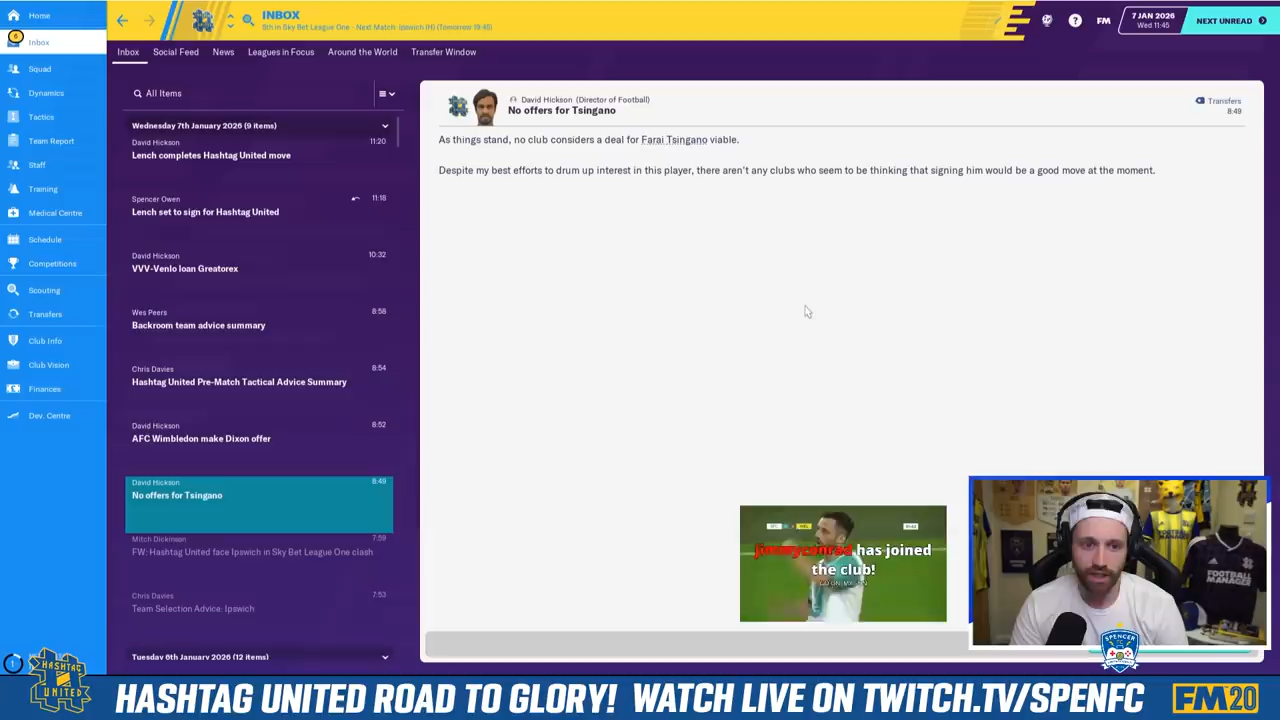 Home
INBOX
5th in Sky Bet League One - Next Match: Ipswich (H) (Tomorrow 19:45)
FM
7 JAN 2026
Wed 11:45
NEXT UNREAD
6
Inbox
Squad
Dynamics
Tactics
Team Report
Staff
Training
Medical Centre
Schedule
Competitions
Scouting
Transfers
Club Info
Club Vision
Finances
Dev. Centre
Inbox Social Feed News Leagues in Focus Around the World Transfer Window
All Items
Wednesday 7th January 2026 (9 items)
David Hickson 11:20
Lench completes Hashtag United move
Spencer Owen 11:18
Lench set to sign for Hashtag United
David Hickson 10:32
VVV-Venlo loan Greatorex
Wes Peers 8:58
Backroom team advice summary
Chris Davies 8:54
Hashtag United Pre-Match Tactical Advice Summary
David Hickson 8:52
AFC Wimbledon make Dixon offer
David Hickson 8:49
No offers for Tsingano
Mitch Dickinson 7:59
FW: Hashtag United face Ipswich in Sky Bet League One clash
Chris Davies 7:53
Team Selection Advice: Ipswich
Tuesday 6th January 2026 (12 items)
David Hickson (Director of Football)
No offers for Tsingano
Transfers
8:49
As things stand, no club considers a deal for Farai Tsingano viable.
Despite my best efforts to drum up interest in this player, there aren't any clubs who seem to be thinking that signing him would be a good move at the moment.
jimmyconrad has joined
the club!
FOOTBALL
MANAGER
SPENCER
HASHTAG
UNITED
HASHTAG UNITED ROAD TO GLORY! WATCH LIVE ON TWITCH.TV/SPENFC
FM20